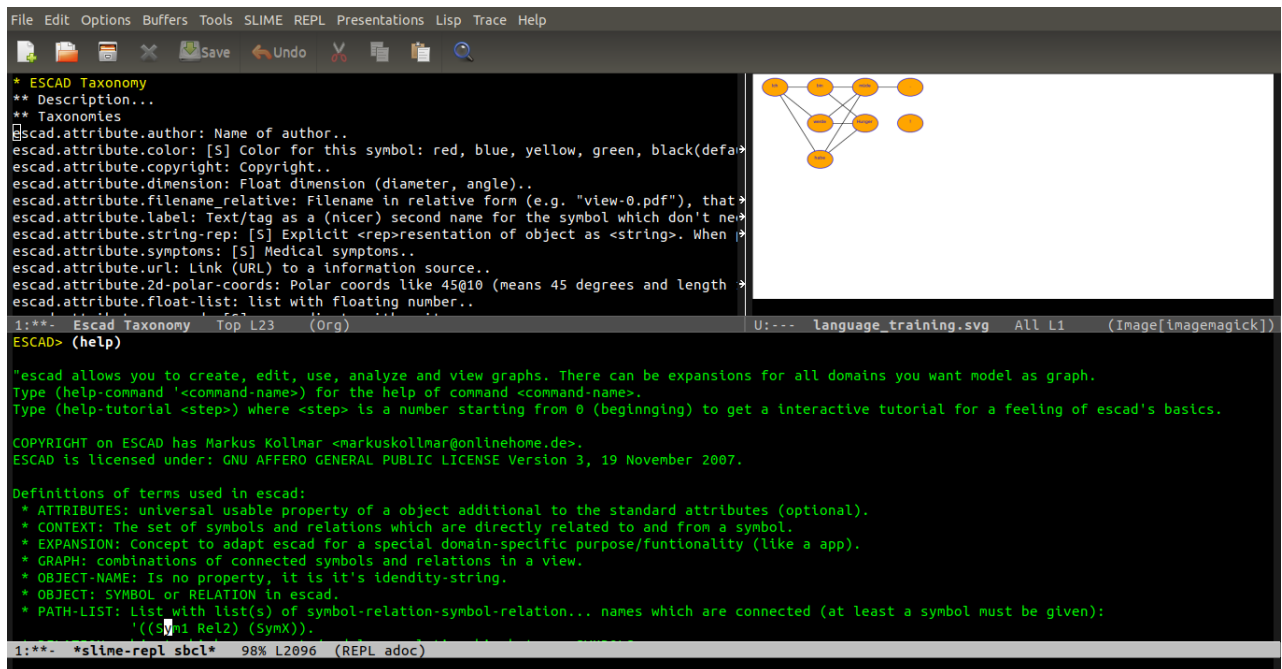 File Edit Options Buffers Tools SLIME REPL Presentations Lisp Trace Help
Save Undo
* ESCAD Taxonomy
** Description...
** Taxonomies
escad.attribute.author: Name of author..
escad.attribute.color: [S] Color for this symbol: red, blue, yellow, green, black(defa
escad.attribute.copyright: Copyright..
escad.attribute.dimension: Float dimension (diameter, angle)..
escad.attribute.filename_relative: Filename in relative form (e.g. "view-0.pdf"), that
escad.attribute.label: Text/tag as a (nicer) second name for the symbol which don't ne
escad.attribute.string-rep: [S] Explicit <rep>resentation of object as <string>. When
escad.attribute.symptoms: [S] Medical symptoms..
escad.attribute.url: Link (URL) to a information source..
escad.attribute.2d-polar-coords: Polar coords like 45@10 (means 45 degrees and length
escad.attribute.float-list: list with floating number..
1:**- Escad Taxonomy Top L23 (Org)
U:--- language_training.svg All L1 (Image[imagemagick])
ESCAD> (help)
"escad allows you to create, edit, use, analyze and view graphs. There can be expansions for all domains you want model as graph.
Type (help-command '<command-name>) for the help of command <command-name>.
Type (help-tutorial <step>) where <step> is a number starting from 0 (beginnging) to get a interactive tutorial for a feeling of escad's basics.
COPYRIGHT on ESCAD has Markus Kollmar <markuskollmar@onlinehome.de>.
ESCAD is licensed under: GNU AFFERO GENERAL PUBLIC LICENSE Version 3, 19 November 2007.
Definitions of terms used in escad:
* ATTRIBUTES: universal usable property of a object additional to the standard attributes (optional).
* CONTEXT: The set of symbols and relations which are directly related to and from a symbol.
* EXPANSION: Concept to adapt escad for a special domain-specific purpose/funtionality (like a app).
* GRAPH: combinations of connected symbols and relations in a view.
* OBJECT-NAME: Is no property, it is it's idendity-string.
* OBJECT: SYMBOL or RELATION in escad.
* PATH-LIST: List with list(s) of symbol-relation-symbol-relation... names which are connected (at least a symbol must be given):
'((Sym1 Rel2) (SymX)).
1:**- *slime-repl sbcl* 98% L2096 (REPL adoc)